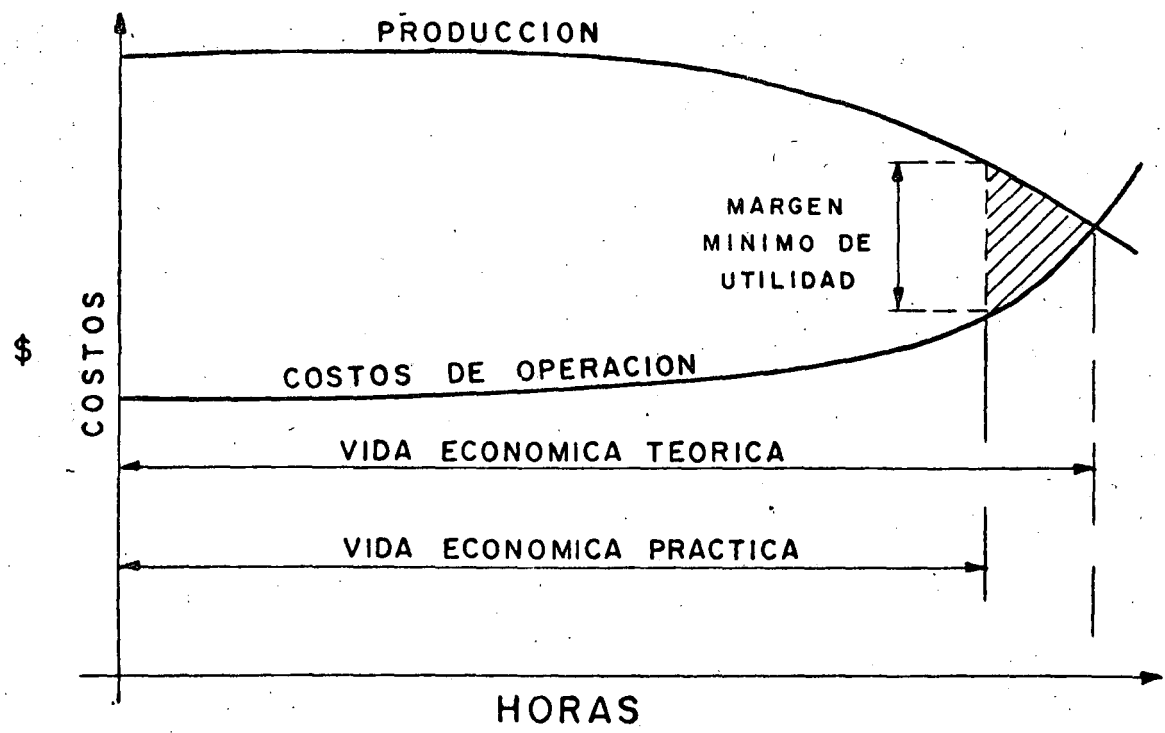 PRODUCCION
MARGEN
MINIMO DE
UTILIDAD
$
COSTOS
COSTOS DE OPERACION
VIDA ECONOMICA TEORICA
VIDA ECONOMICA PRACTICA
HORAS